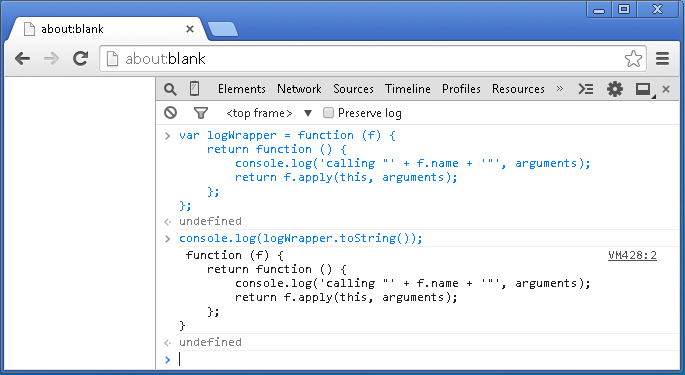 about:blank
about:blank
Elements Network Sources Timeline Profiles Resources »
<top frame> ▼ Preserve log
> var logWrapper = function (f) {
      return function () {
          console.log('calling "' + f.name + '"', arguments);
          return f.apply(this, arguments);
      };
  };
undefined
> console.log(logWrapper.toString());
function (f) { VM428:2
      return function () {
          console.log('calling "' + f.name + '"', arguments);
          return f.apply(this, arguments);
      };
  }
undefined
>